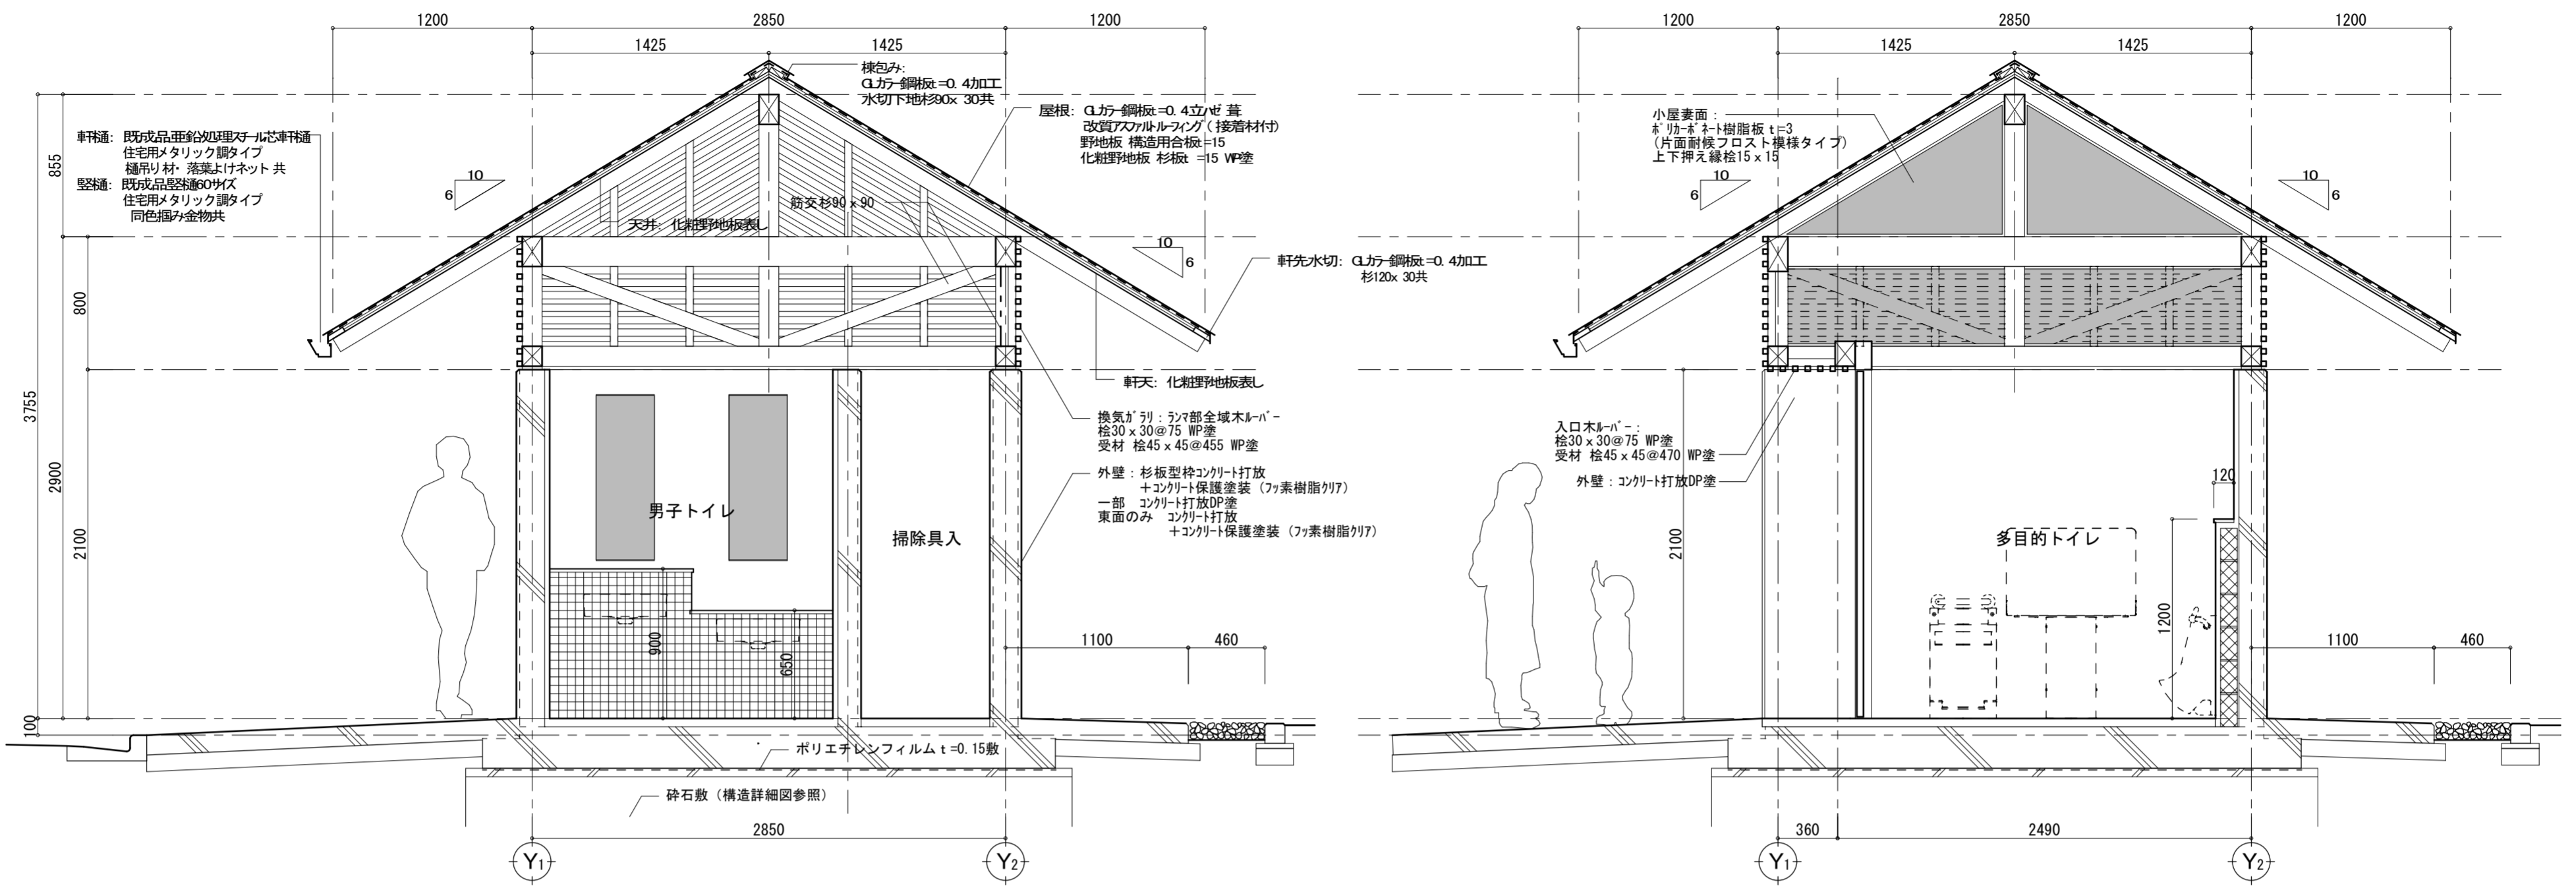 1200
2850
1200
1425
1425
棟包み:
GLカラー鋼板t=0.4加工
水切下地杉90x 30共
屋根: GLカラー鋼板t=0.4立ハゼ葺
改質アスファルトルーフィング(接着材付)
野地板 構造用合板t=15
化粧野地板 杉板t =15 WP塗
軒樋: 既成品亜鉛処理スチール芯軒樋
住宅用メタリック調タイプ
樋吊り材・落葉よけネット 共
竪樋: 既成品竪樋60サイズ
住宅用メタリック調タイプ
同色掴み金物共
10
6
筋交杉90 x 90
天井: 化粧野地板表し
10
6
軒先水切: GLカラー鋼板t=0.4加工
杉120x 30共
軒天: 化粧野地板表し
換気ガラリ:ランマ部全域木ルーバー
桧30 x 30@75 WP塗
受材 桧45 x 45@455 WP塗
外壁:杉板型枠コンクリート打放
+コンクリート保護塗装(フッ素樹脂クリア)
一部 コンクリート打放DP塗
東面のみ コンクリート打放
+コンクリート保護塗装(フッ素樹脂クリア)
855
800
3755
2900
2100
100
男子トイレ
掃除具入
900
650
1100
460
ポリエチレンフィルム t=0.15敷
砕石敷(構造詳細図参照)
2850
Y1
Y2
1200
2850
1200
1425
1425
小屋妻面:
ポリカーボネート樹脂板 t=3
(片面耐候フロスト模様タイプ)
上下押え縁桧15 x 15
10
6
10
6
入口木ルーバー:
桧30 x 30@75 WP塗
受材 桧45 x 45@470 WP塗
外壁:コンクリート打放DP塗
2100
120
多目的トイレ
1200
1100
460
360
2490
Y1
Y2